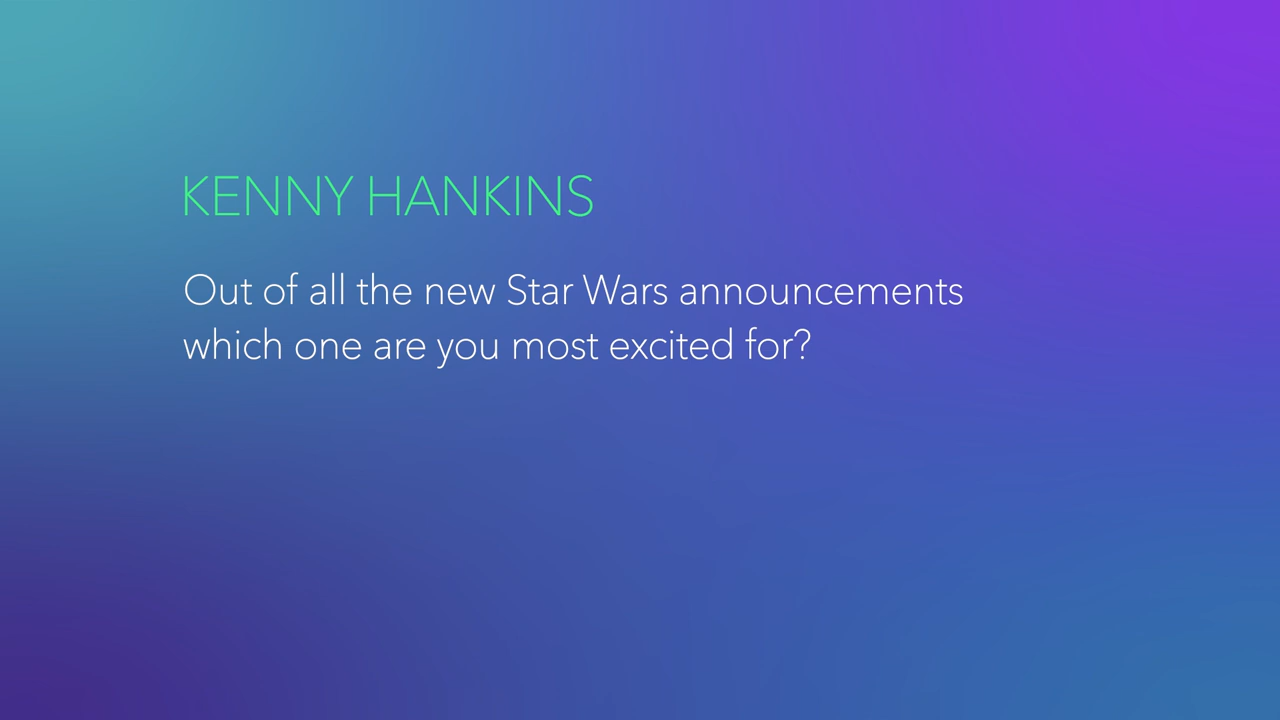 KENNY HANKINS
Out of all the new Star Wars announcements
which one are you most excited for?